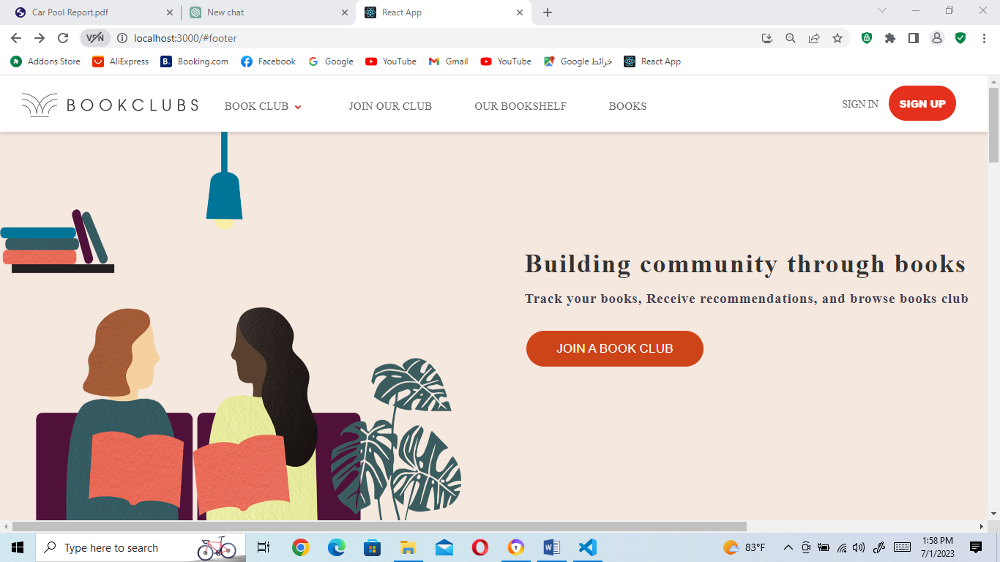 Car Pool Report.pdf
New chat
React App
VPN
localhost:3000/#footer
Addons Store
AliExpress
B.
Booking.com
Facebook
Google
YouTube
Gmail
YouTube
Google خرائط
React App
BOOKCLUBS
BOOK CLUB
JOIN OUR CLUB
OUR BOOKSHELF
BOOKS
SIGN IN
SIGN UP
Building community through books
Track your books, Receive recommendations, and browse books club
JOIN A BOOK CLUB
Type here to search
83°F
1:58 PM
7/1/2023